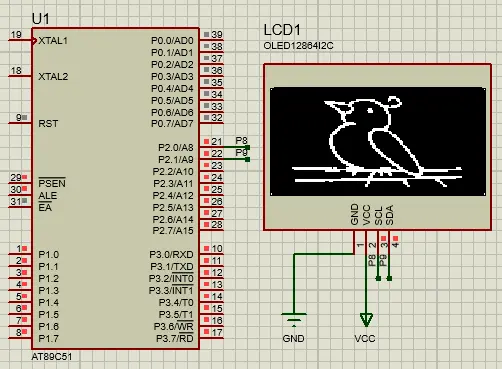 U1
19
XTAL1
18
XTAL2
9
RST
29
PSEN
30
ALE
31
EA
1
P1.0
2
P1.1
3
P1.2
4
P1.3
5
P1.4
6
P1.5
7
P1.6
8
P1.7
P0.0/AD0 39
P0.1/AD1 38
P0.2/AD2 37
P0.3/AD3 36
P0.4/AD4 35
P0.5/AD5 34
P0.6/AD6 33
P0.7/AD7 32
P2.0/A8 21 P8
P2.1/A9 22 P9
P2.2/A10 23
P2.3/A11 24
P2.4/A12 25
P2.5/A13 26
P2.6/A14 27
P2.7/A15 28
P3.0/RXD 10
P3.1/TXD 11
P3.2/INT0 12
P3.3/INT1 13
P3.4/T0 14
P3.5/T1 15
P3.6/WR 16
P3.7/RD 17
AT89C51
LCD1
OLED12864I2C
GND
VCC
SCL
SDA
1
2
3
4
P8
P9
GND
VCC